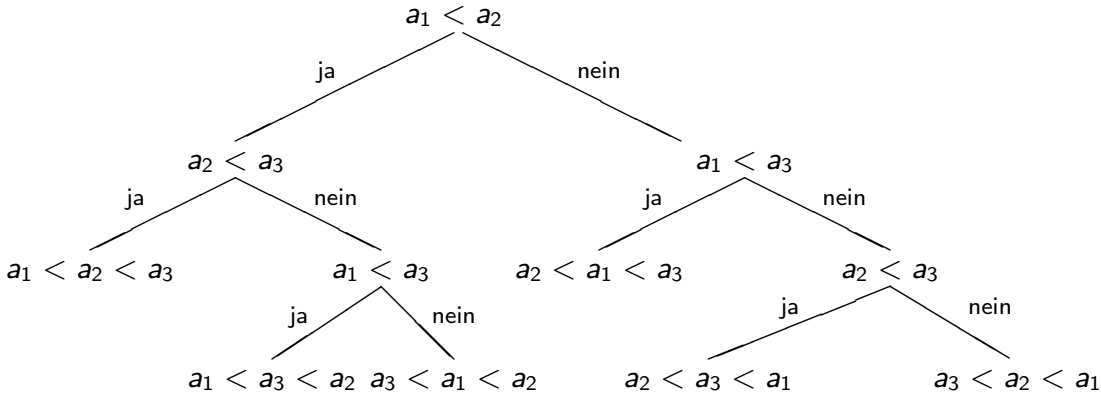 a₁ < a₂
ja nein
a₂ < a₃ a₁ < a₃
ja nein ja nein
a₁ < a₂ < a₃ a₁ < a₃ a₂ < a₁ < a₃ a₂ < a₃
ja nein ja nein
a₁ < a₃ < a₂ a₃ < a₁ < a₂ a₂ < a₃ < a₁ a₃ < a₂ < a₁